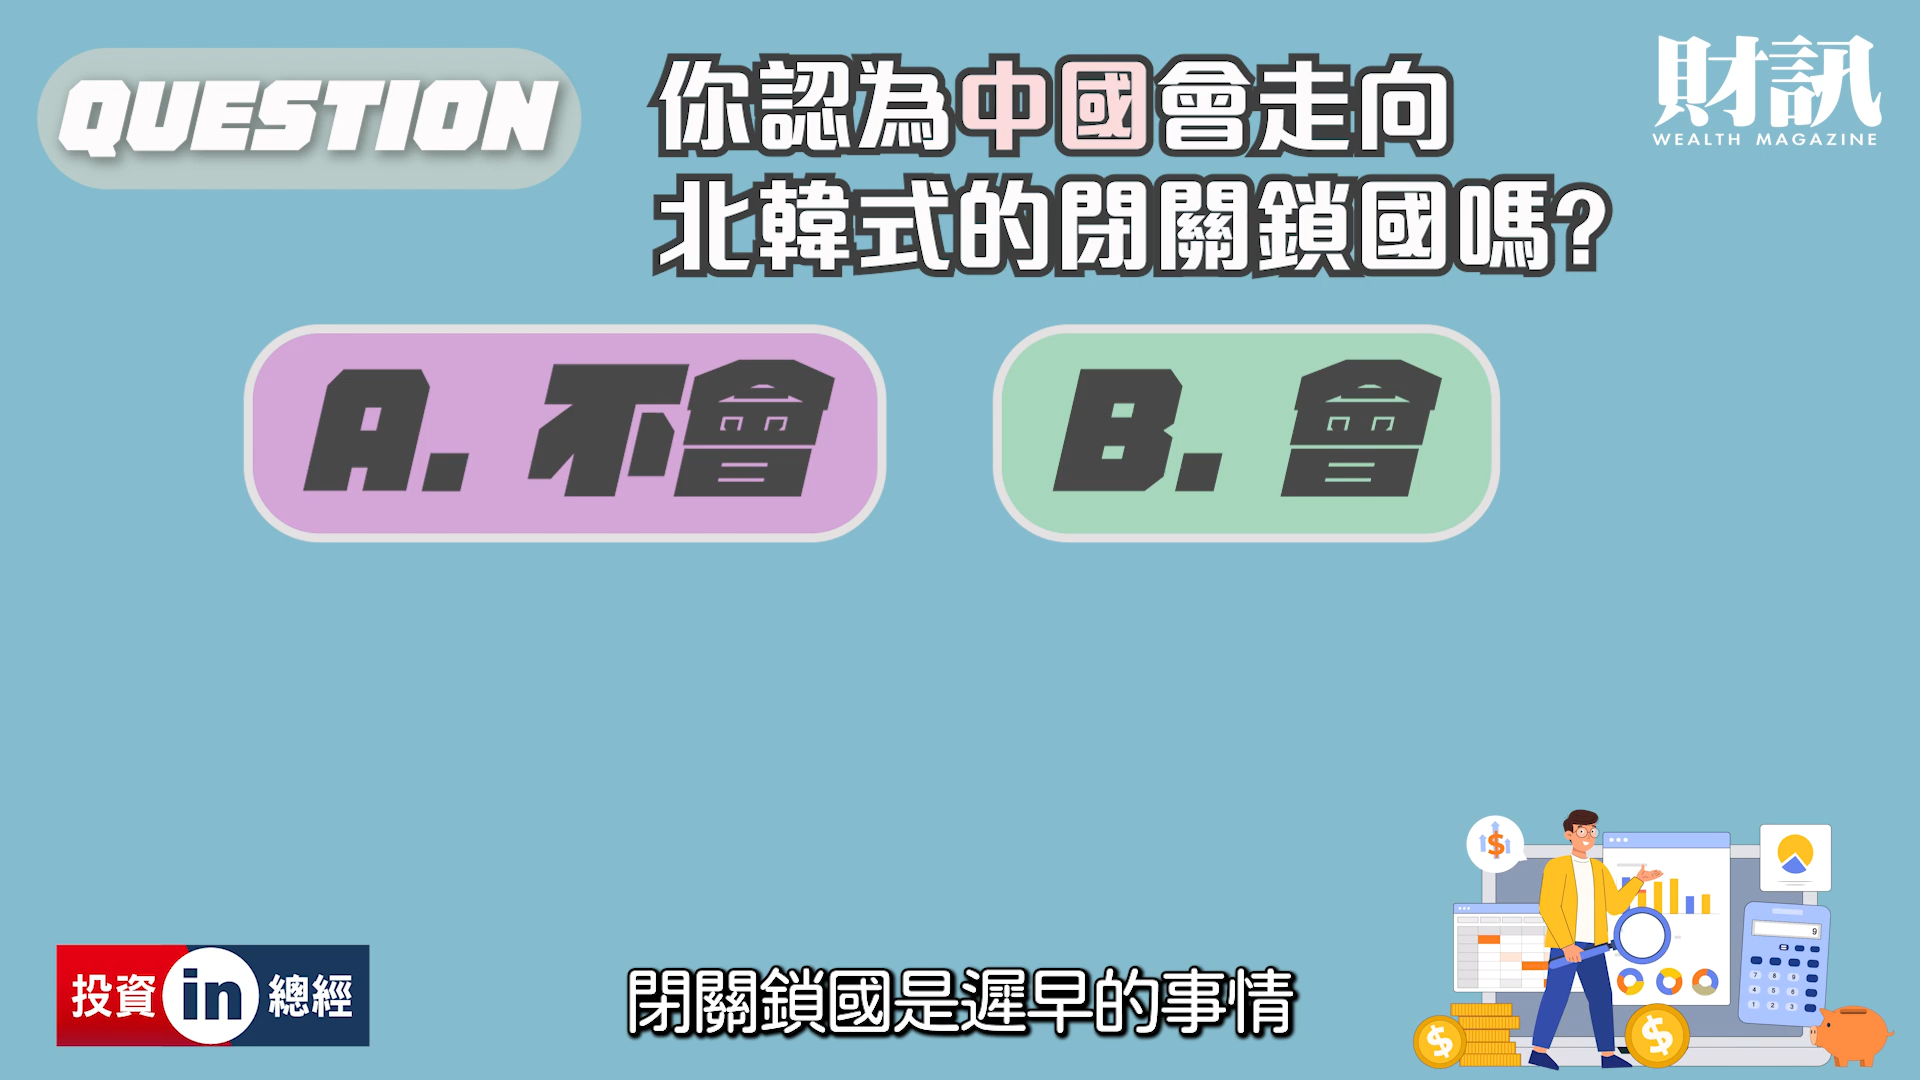 QUESTION
你認為中國會走向
北韓式的閉關鎖國嗎?
財訊
WEALTH MAGAZINE
A. 不會
B. 會
閉關鎖國是遲早的事情
投資in總經